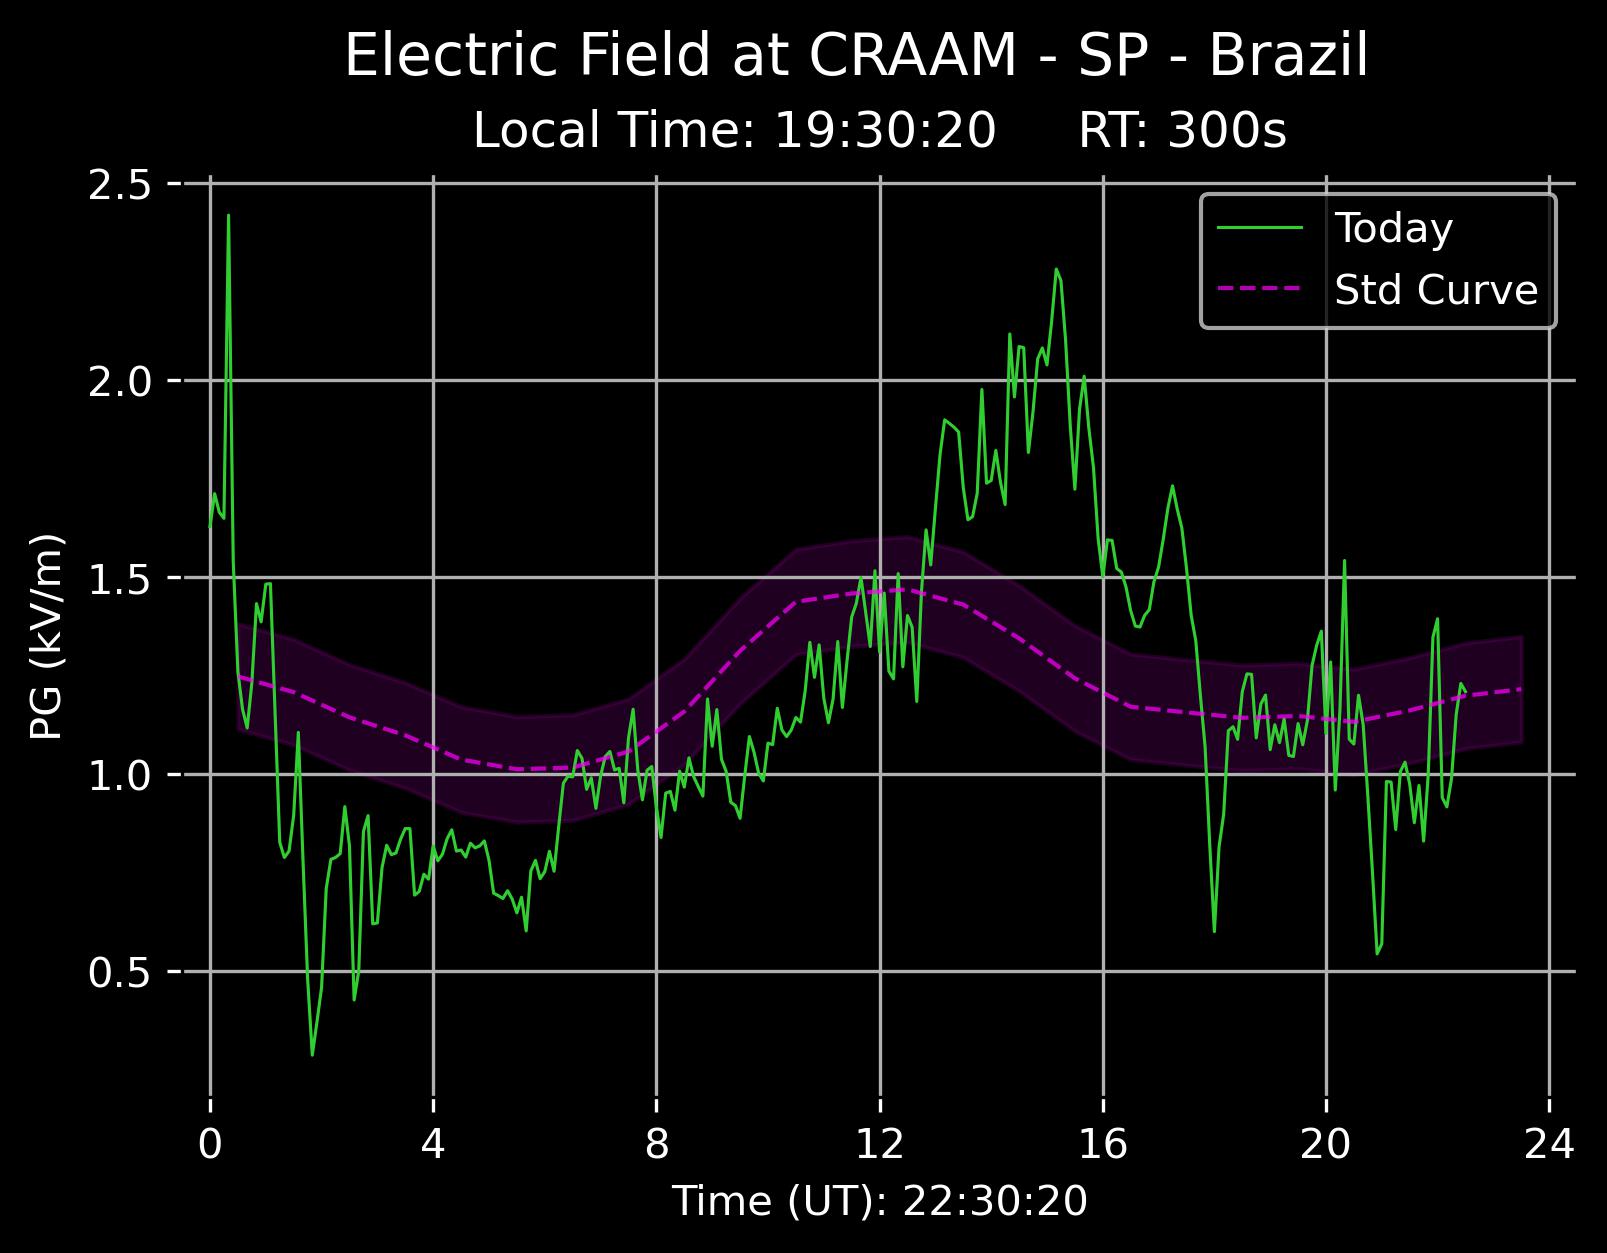 Electric Field at CRAAM - SP - Brazil
Local Time: 19:30:20 RT: 300s
2.5
2.0
1.5
1.0
0.5
PG (kV/m)
Today
Std Curve
0 4 8 12 16 20 24
Time (UT): 22:30:20